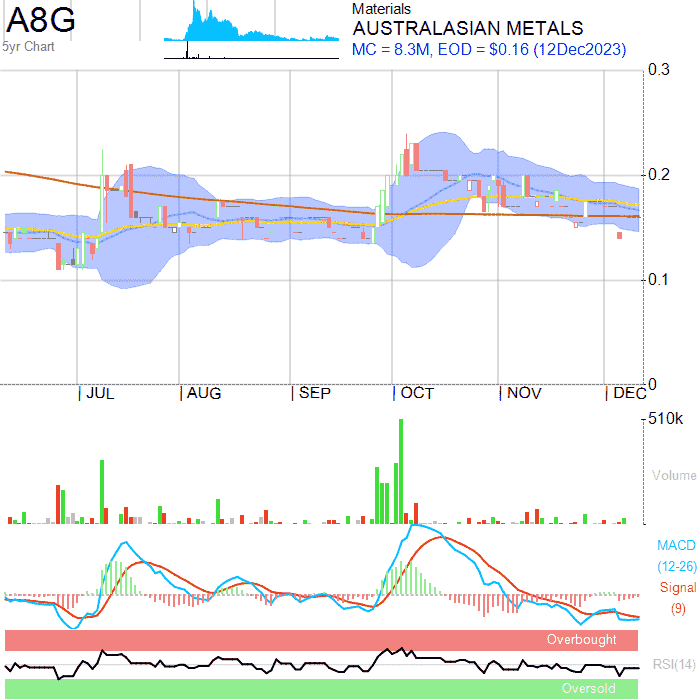 A8G
5yr Chart
Materials
AUSTRALASIAN METALS
MC = 8.3M, EOD = $0.16 (12Dec2023)
0.3
0.2
0.1
0
JUL AUG SEP OCT NOV DEC
510k
Volume
MACD
(12-26)
Signal
(9)
Overbought
RSI(14)
Oversold